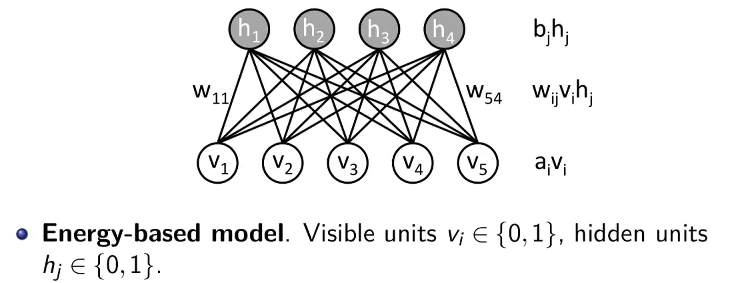 h₁ h₂ h₃ h₄ bⱼhⱼ
w₁₁ w₅₄ wᵢⱼvᵢhⱼ
v₁ v₂ v₃ v₄ v₅ aᵢvᵢ
Energy-based model. Visible units vᵢ ∈ {0, 1}, hidden units
hⱼ ∈ {0, 1}.